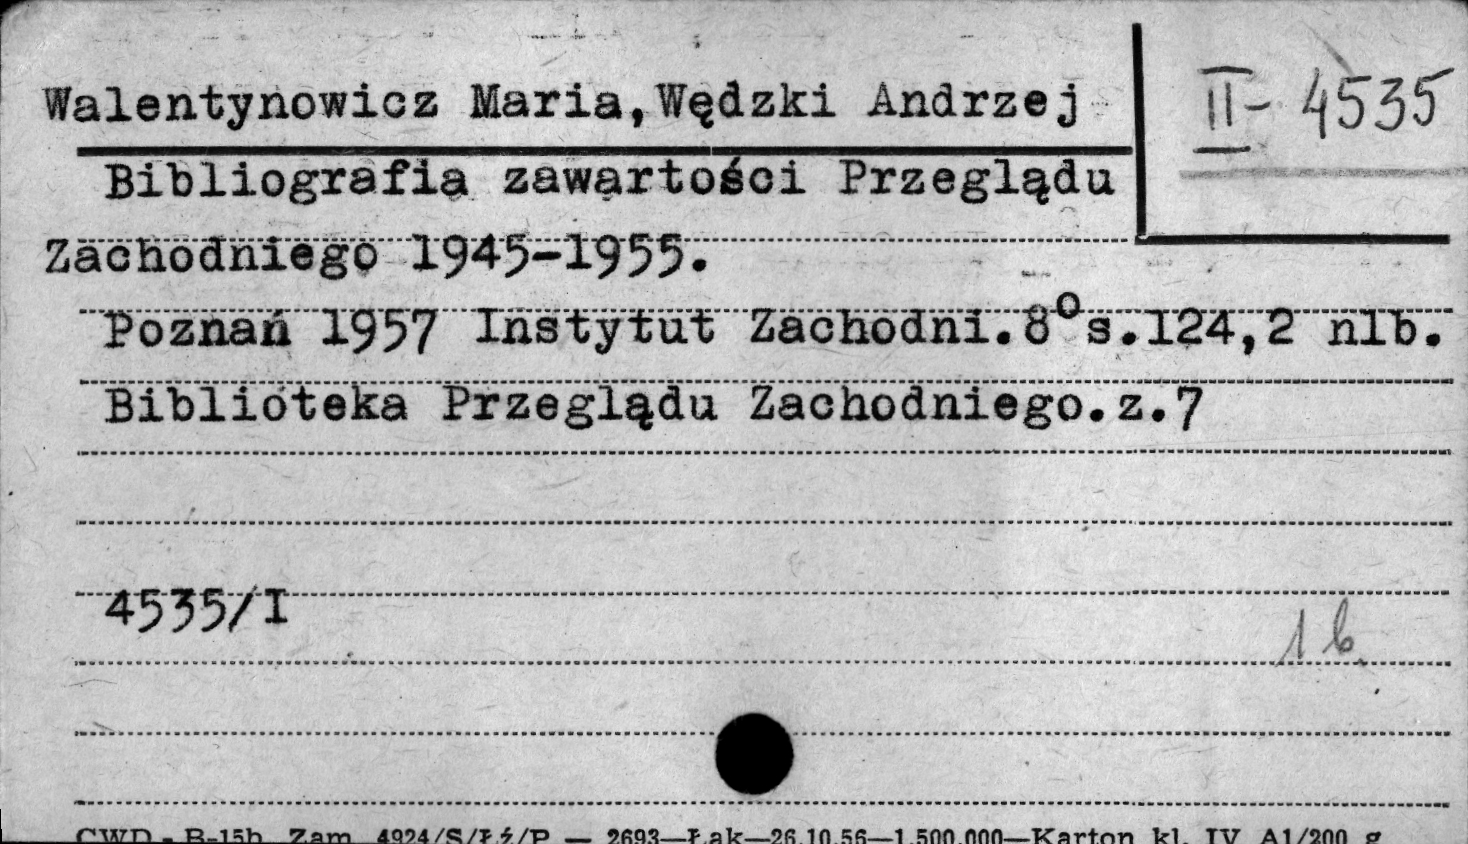 Walentynowicz Maria,Wędzki Andrzej
II- 4535
Bibliografia zawartości Przeglądu
Zachodniego 1945-1955.
Poznań 1957 Instytut Zachodni.8°s.124,2 nlb.
Biblioteka Przeglądu Zachodniego.z.7
4535/I
1 b.
CWD - B-15b Zam. 4924/S/Łź/P — 2693—Łak—26.10.56—1.500.000—Karton kl. IV A1/200 g